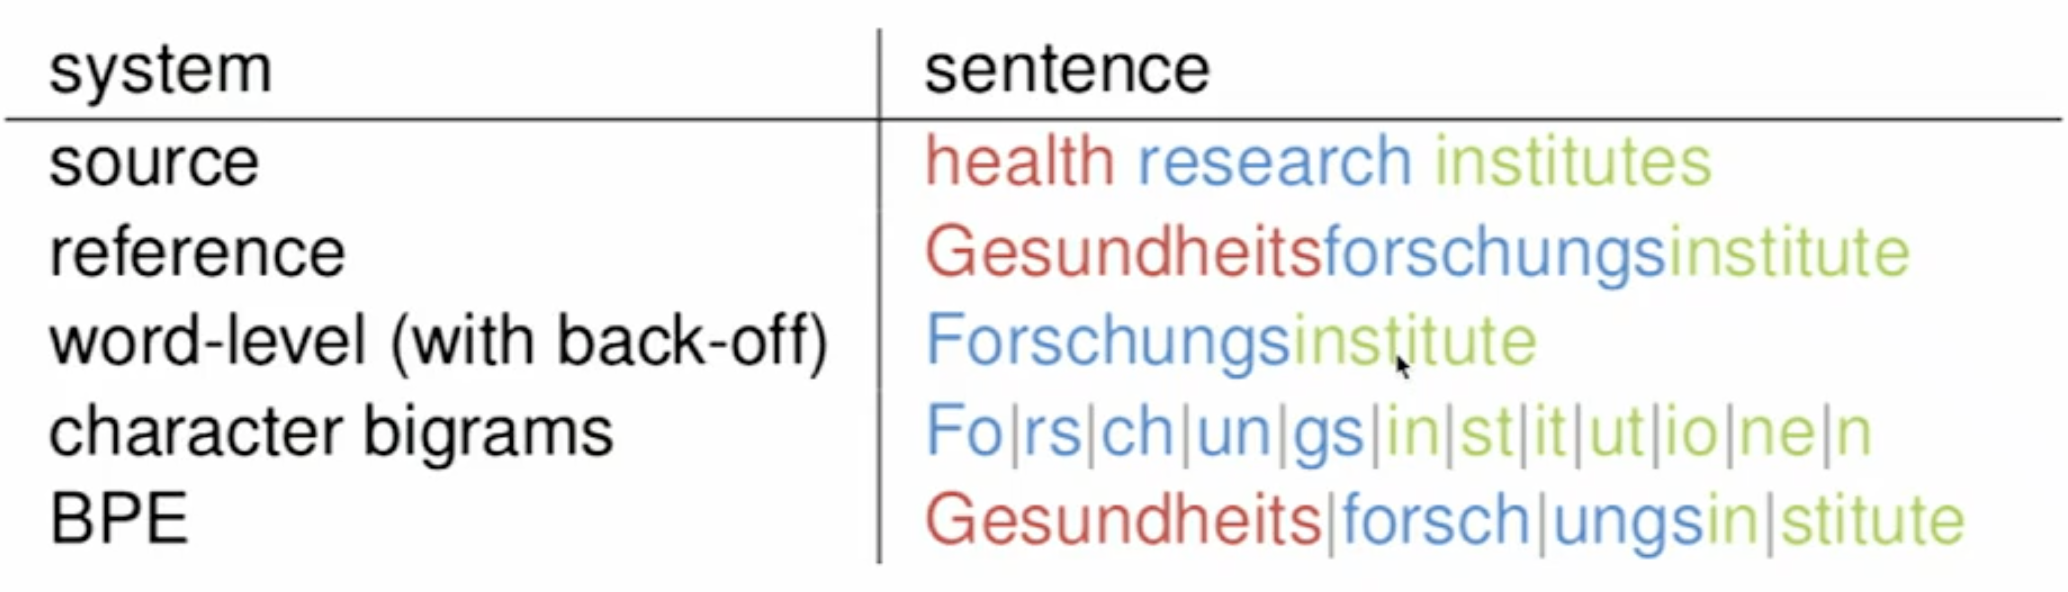 system sentence
source health research institutes
reference Gesundheitsforschungsinstitute
word-level (with back-off) Forschungsinstitute
character bigrams Fo|rs|ch|un|gs|in|st|it|ut|io|ne|n
BPE Gesundheits|forsch|ungsin|stitute